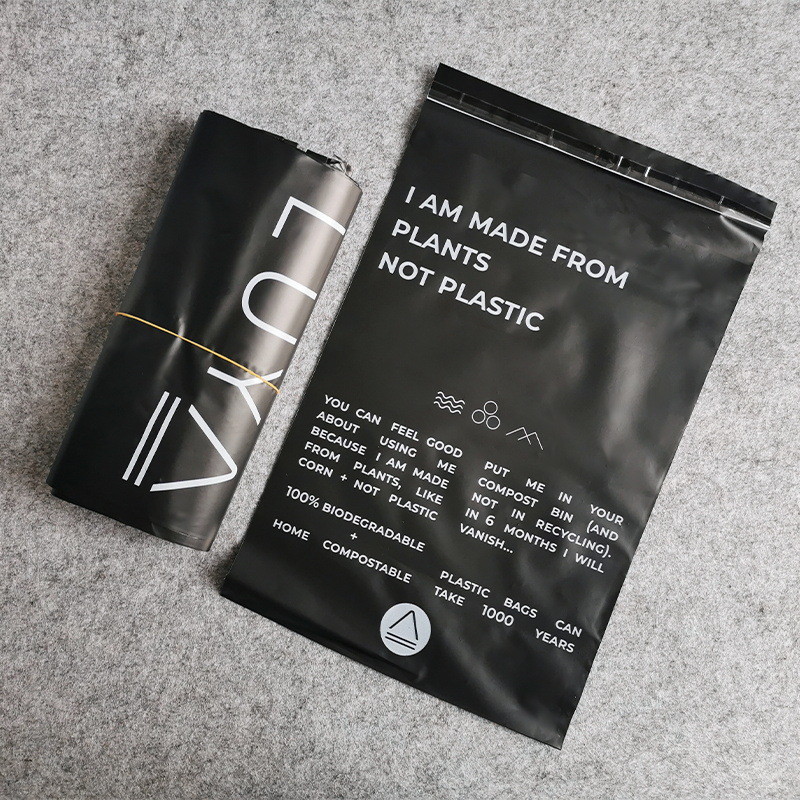 LUYA
I AM MADE FROM
PLANTS
NOT PLASTIC
YOU CAN FEEL GOOD
ABOUT USING ME
BECAUSE I AM MADE
FROM PLANTS, LIKE
CORN + NOT PLASTIC
100% BIODEGRADABLE
+
HOME COMPOSTABLE
PUT ME IN YOUR
COMPOST BIN (AND
NOT IN RECYCLING).
IN 6 MONTHS I WILL
VANISH...
PLASTIC BAGS CAN
TAKE 1000 YEARS